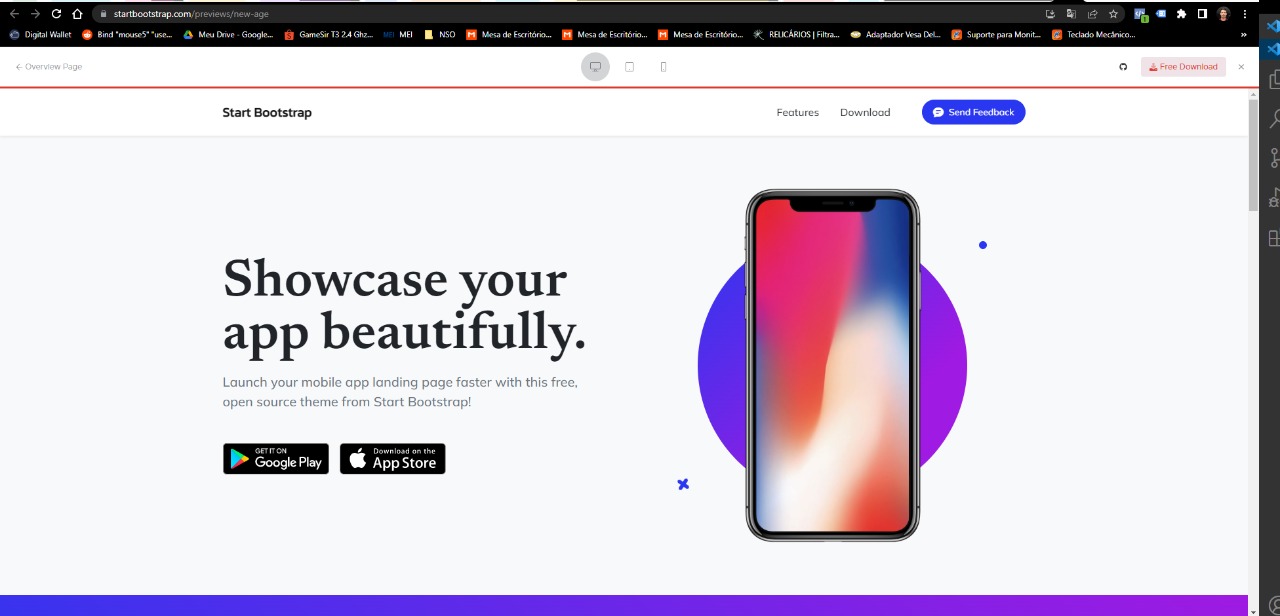 startbootstrap.com/previews/new-age
Digital Wallet
Bind "mouse5" "use...
Meu Drive - Google...
GameSir T3 2.4 Ghz...
MEI MEI
NSO
Mesa de Escritório...
Mesa de Escritório...
Mesa de Escritório...
RELICÁRIOS | Filtra...
Adaptador Vesa Del...
Suporte para Monit...
Teclado Mecânico...
»
← Overview Page
Free Download
Start Bootstrap
Features
Download
Send Feedback
Showcase your
app beautifully.
Launch your mobile app landing page faster with this free,
open source theme from Start Bootstrap!
GET IT ON
Google Play
Download on the
App Store